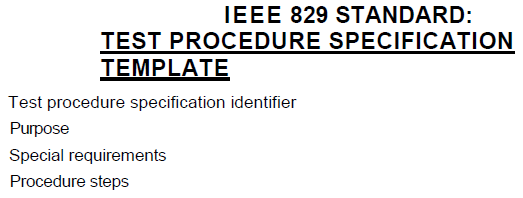 IEEE 829 STANDARD:
TEST PROCEDURE SPECIFICATION
TEMPLATE
Test procedure specification identifier
Purpose
Special requirements
Procedure steps